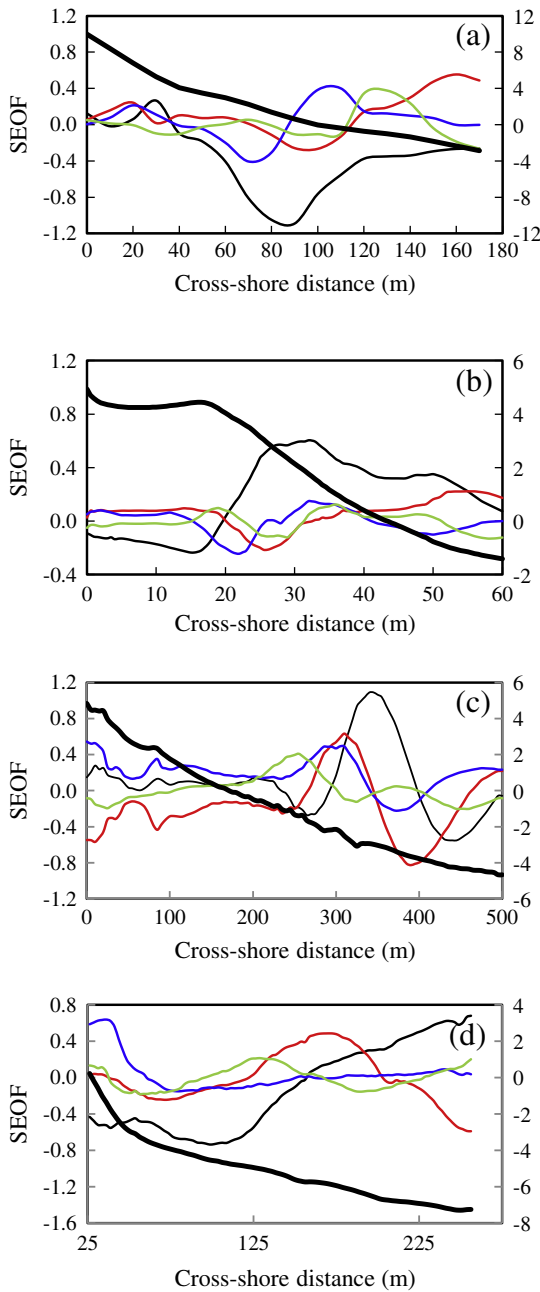 (a)
1.2 12
0.8 8
0.4 4
0.0 0
-0.4 -4
-0.8 -8
-1.2 -12
SEOF
0 20 40 60 80 100 120 140 160 180
Cross-shore distance (m)
(b)
1.2 6
0.8 4
0.4 2
0.0 0
-0.4 -2
SEOF
0 10 20 30 40 50 60
Cross-shore distance (m)
(c)
1.2 6
0.8 4
0.4 2
0.0 0
-0.4 -2
-0.8 -4
-1.2 -6
SEOF
0 100 200 300 400 500
Cross-shore distance (m)
(d)
0.8 4
0.4 2
0.0 0
-0.4 -2
-0.8 -4
-1.2 -6
-1.6 -8
SEOF
25 125 225
Cross-shore distance (m)